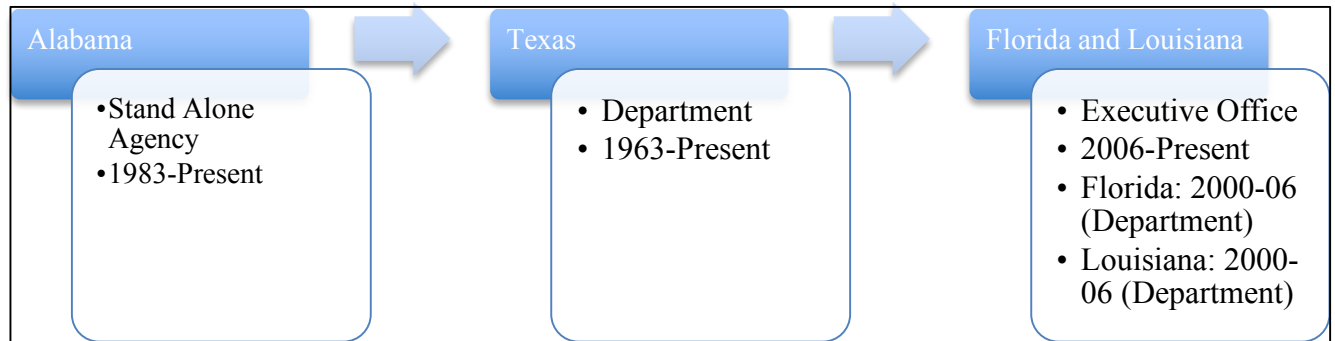 Alabama
•Stand Alone
Agency
•1983-Present
Texas
• Department
• 1963-Present
Florida and Louisiana
• Executive Office
• 2006-Present
• Florida: 2000-06
(Department)
• Louisiana: 2000-
06 (Department)